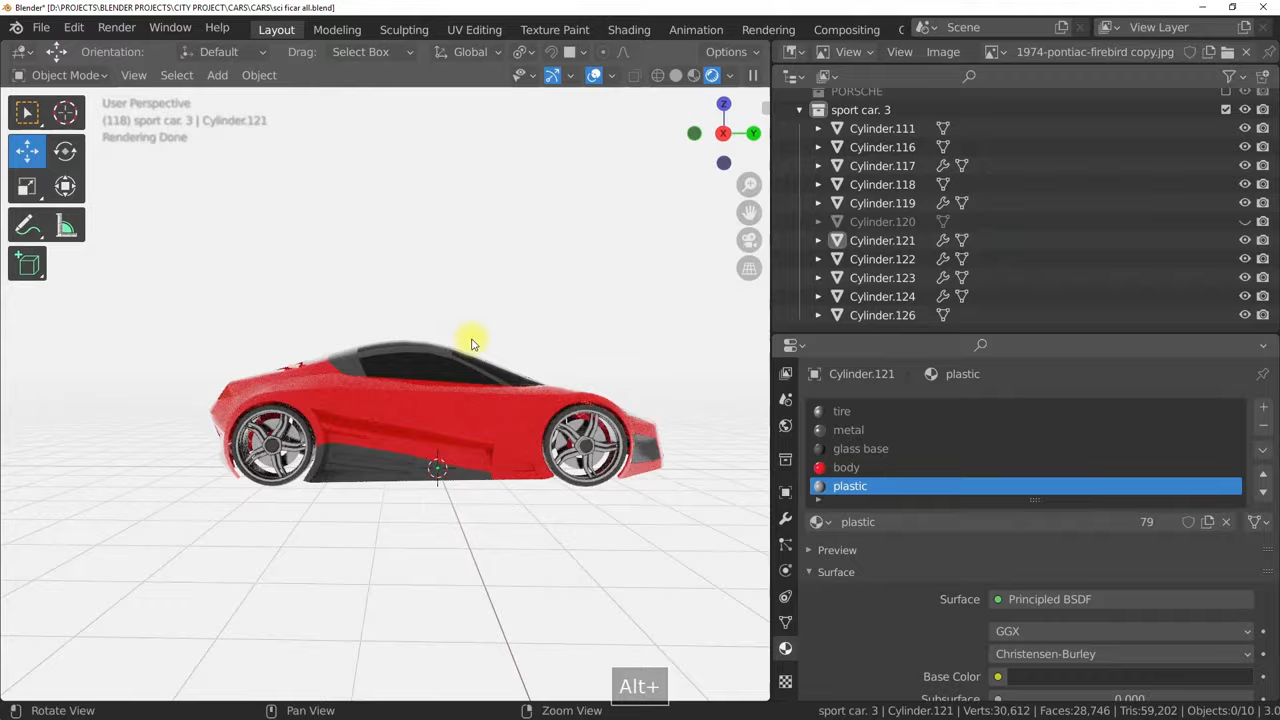 Blender* [D:\PROJECTS\BLENDER PROJECTS\CITY PROJECT\CARS\CARS\sci ficar all.blend]
File Edit Render Window Help Layout Modeling Sculpting UV Editing Texture Paint Shading Animation Rendering Compositing Scene View Layer
Orientation: Default Drag: Select Box Global Options View View Image 1974-pontiac-firebird copy.jpg
Object Mode View Select Add Object
User Perspective
(118) sport car. 3 | Cylinder.121
Rendering Done
Z
X
Y
PORSCHE
sport car. 3
Cylinder.111
Cylinder.116
Cylinder.117
Cylinder.118
Cylinder.119
Cylinder.120
Cylinder.121
Cylinder.122
Cylinder.123
Cylinder.124
Cylinder.126
Cylinder.121 plastic
tire
metal
glass base
body
plastic
plastic 79
Preview
Surface
Surface Principled BSDF
GGX
Christensen-Burley
Base Color
Subsurface 0.000
Alt+
Rotate View Pan View Zoom View sport car. 3 | Cylinder.121 | Verts:30,612 | Faces:28,746 | Tris:59,202 | Objects:0/10 | 3.0